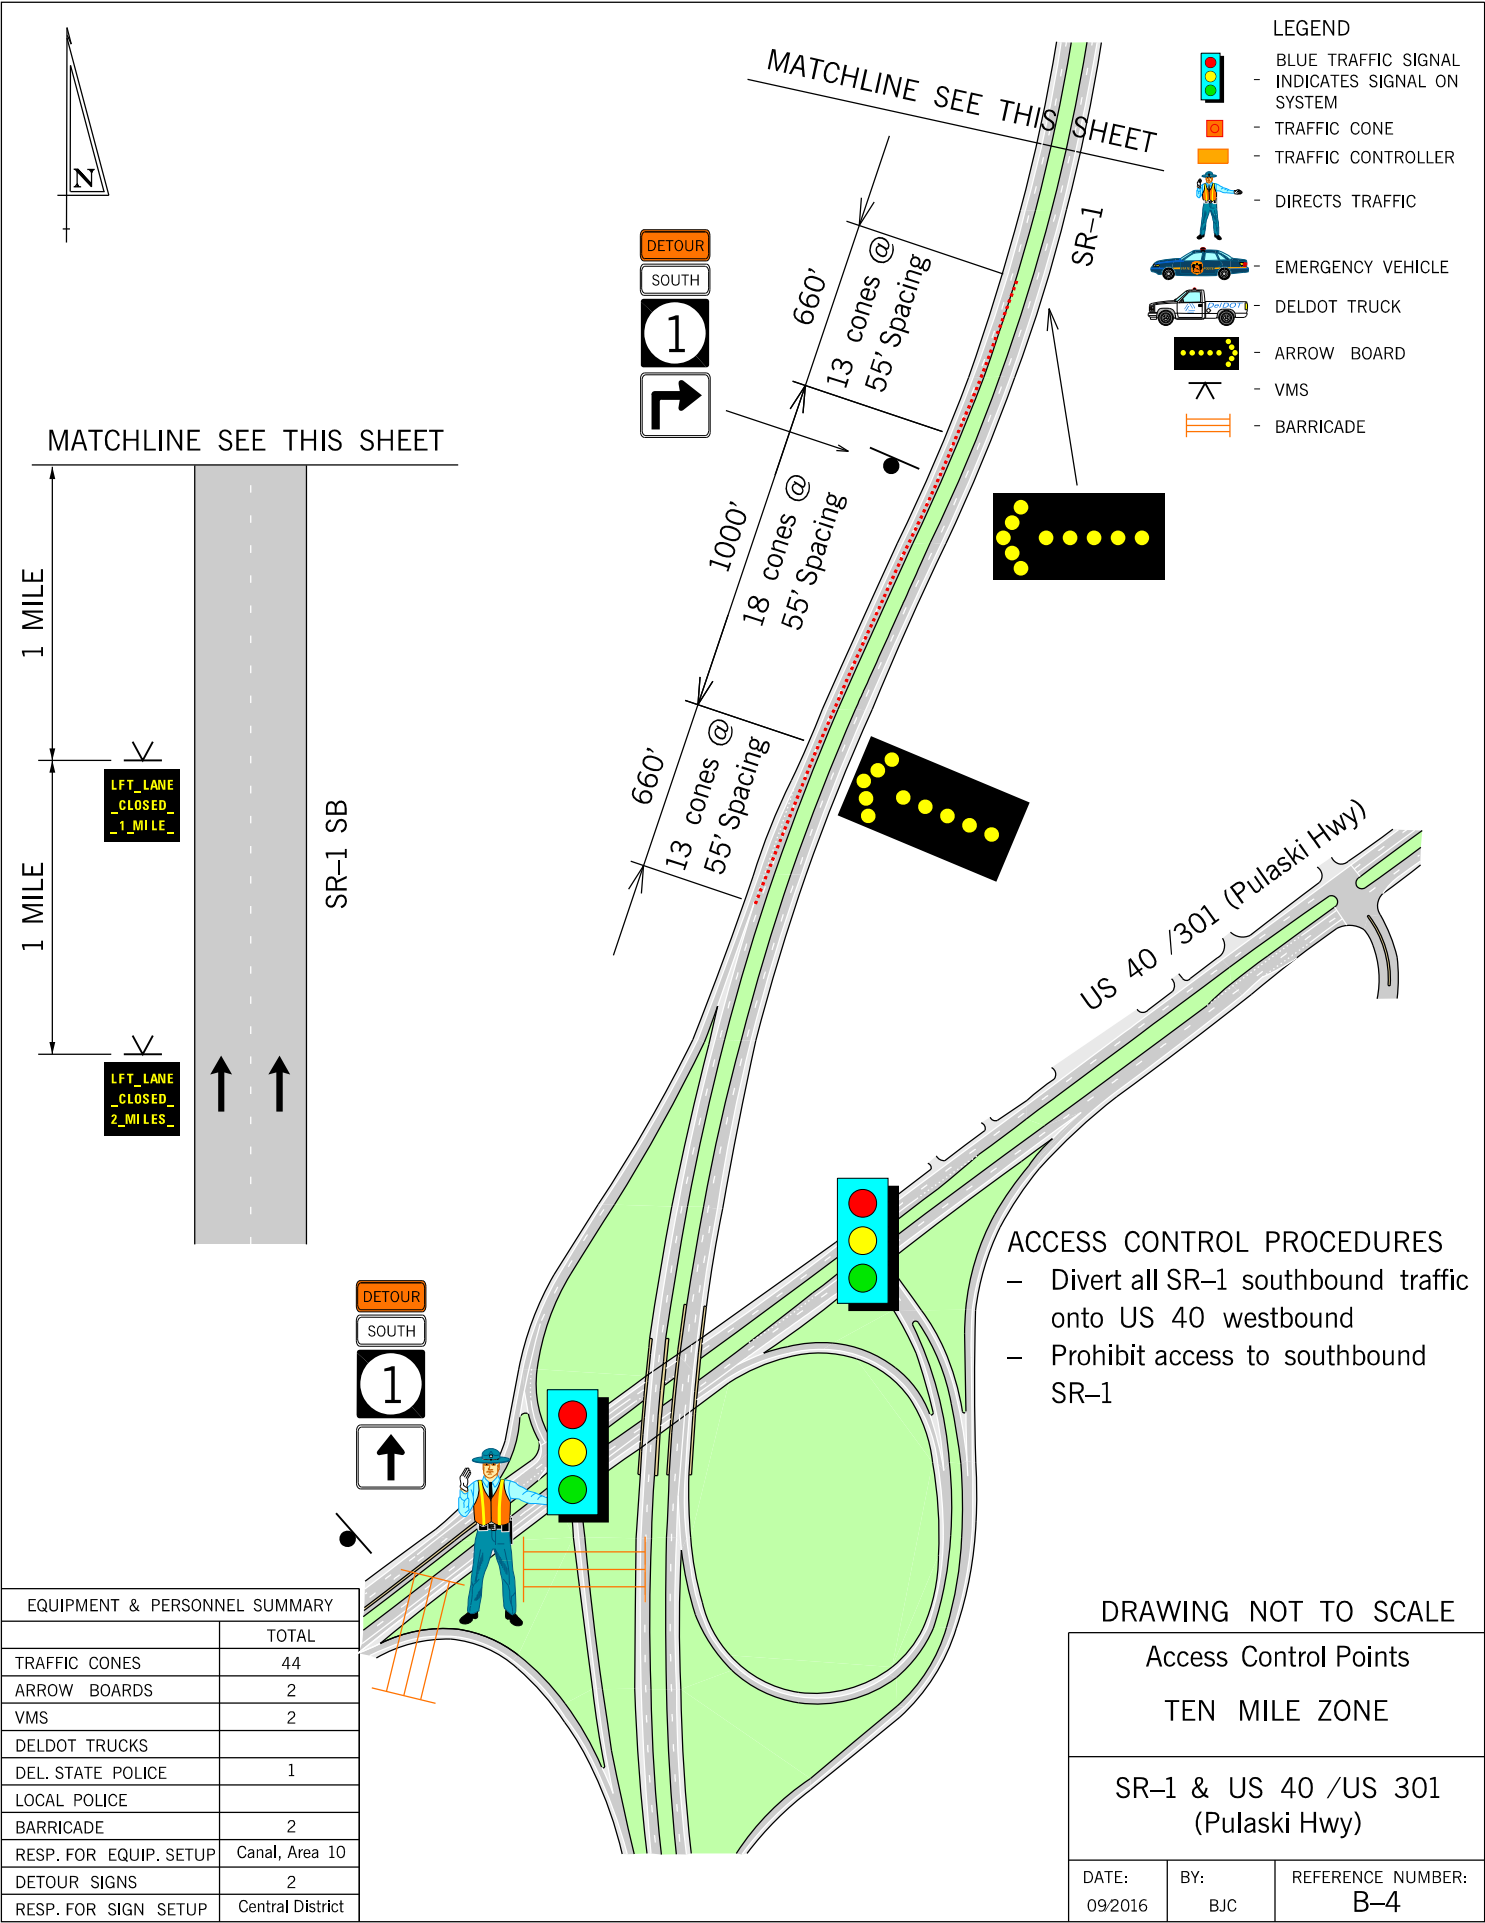 N
MATCHLINE SEE THIS SHEET
LEGEND
BLUE TRAFFIC SIGNAL
- INDICATES SIGNAL ON
SYSTEM
- TRAFFIC CONE
- TRAFFIC CONTROLLER
- DIRECTS TRAFFIC
- EMERGENCY VEHICLE
DelDOT
- DELDOT TRUCK
- ARROW BOARD
- VMS
- BARRICADE
SR-1
DETOUR
SOUTH
1
660'
13 cones @
55' Spacing
1000'
18 cones @
55' Spacing
660'
13 cones @
55' Spacing
MATCHLINE SEE THIS SHEET
1 MILE
LFT_LANE
_CLOSED_
_1_MILE_
1 MILE
LFT_LANE
_CLOSED_
2_MILES_
SR-1 SB
US 40 /301 (Pulaski Hwy)
ACCESS CONTROL PROCEDURES
- Divert all SR-1 southbound traffic
onto US 40 westbound
- Prohibit access to southbound
SR-1
DETOUR
SOUTH
1
EQUIPMENT & PERSONNEL SUMMARY
TOTAL
TRAFFIC CONES 44
ARROW BOARDS 2
VMS 2
DELDOT TRUCKS
DEL. STATE POLICE 1
LOCAL POLICE
BARRICADE 2
RESP. FOR EQUIP. SETUP Canal, Area 10
DETOUR SIGNS 2
RESP. FOR SIGN SETUP Central District
DRAWING NOT TO SCALE
Access Control Points
TEN MILE ZONE
SR-1 & US 40 /US 301
(Pulaski Hwy)
DATE: BY: REFERENCE NUMBER:
09/2016 BJC B-4